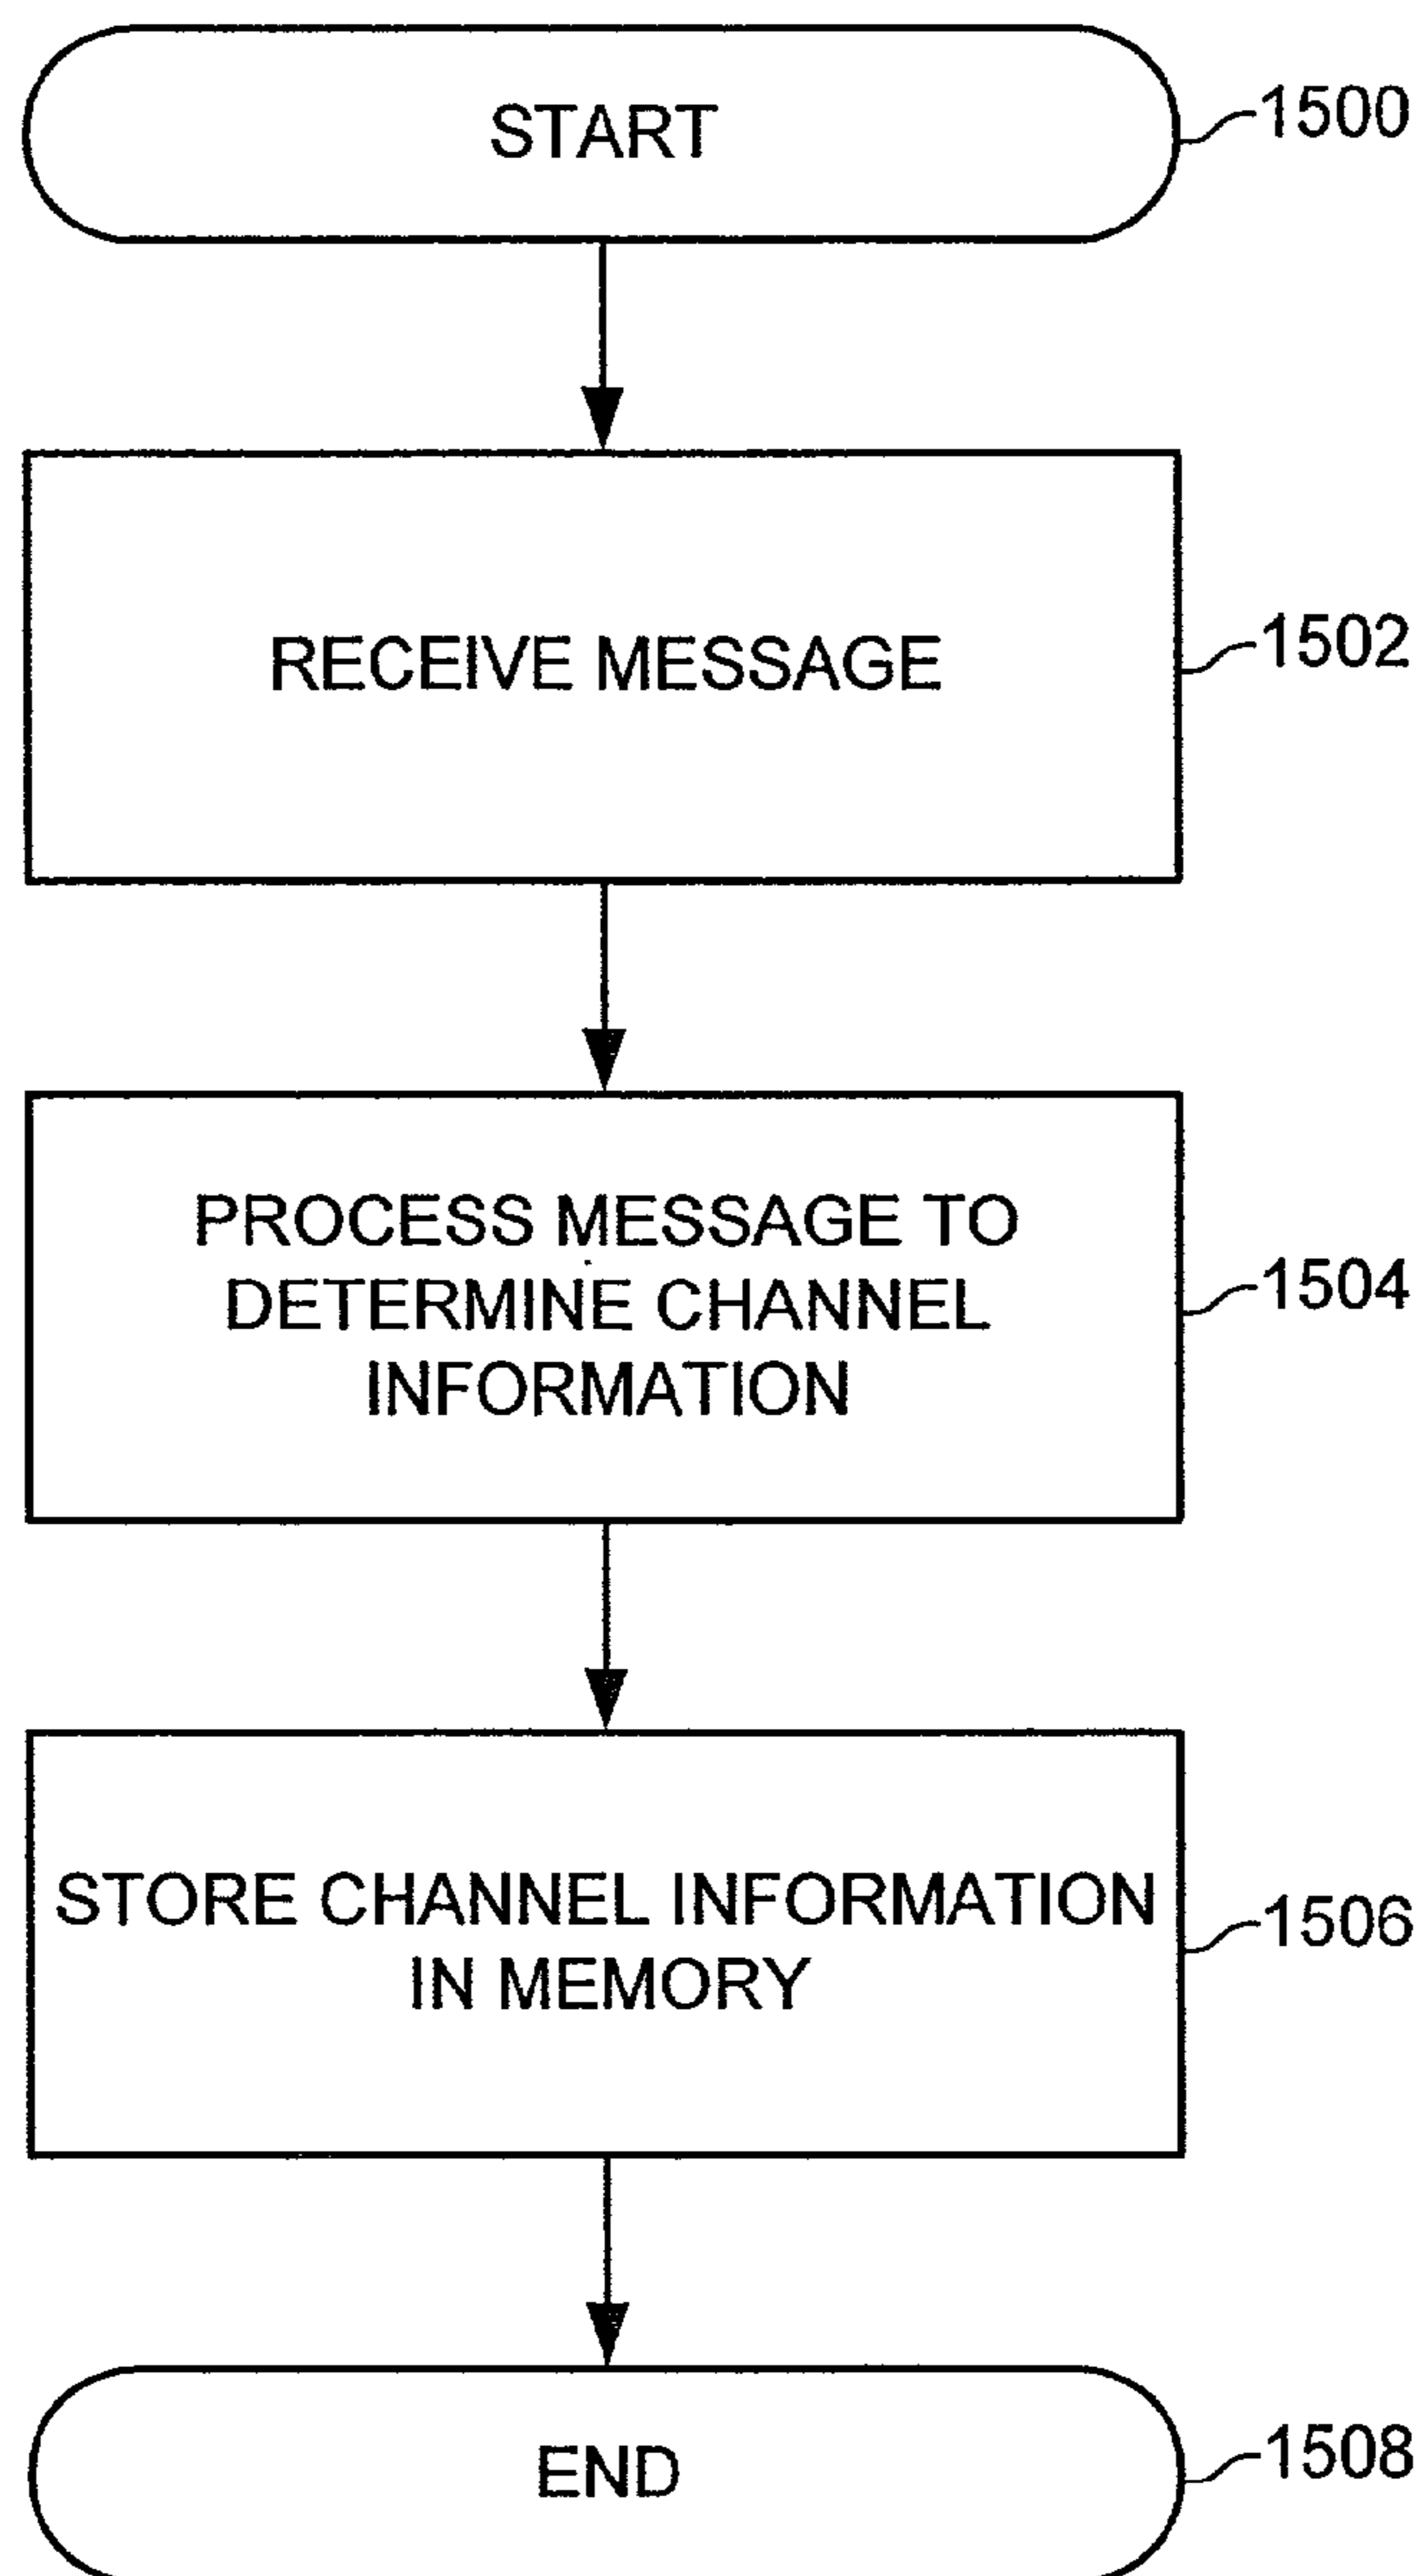 START
1500
RECEIVE MESSAGE
1502
PROCESS MESSAGE TO
DETERMINE CHANNEL
INFORMATION
1504
STORE CHANNEL INFORMATION
IN MEMORY
1506
END
1508